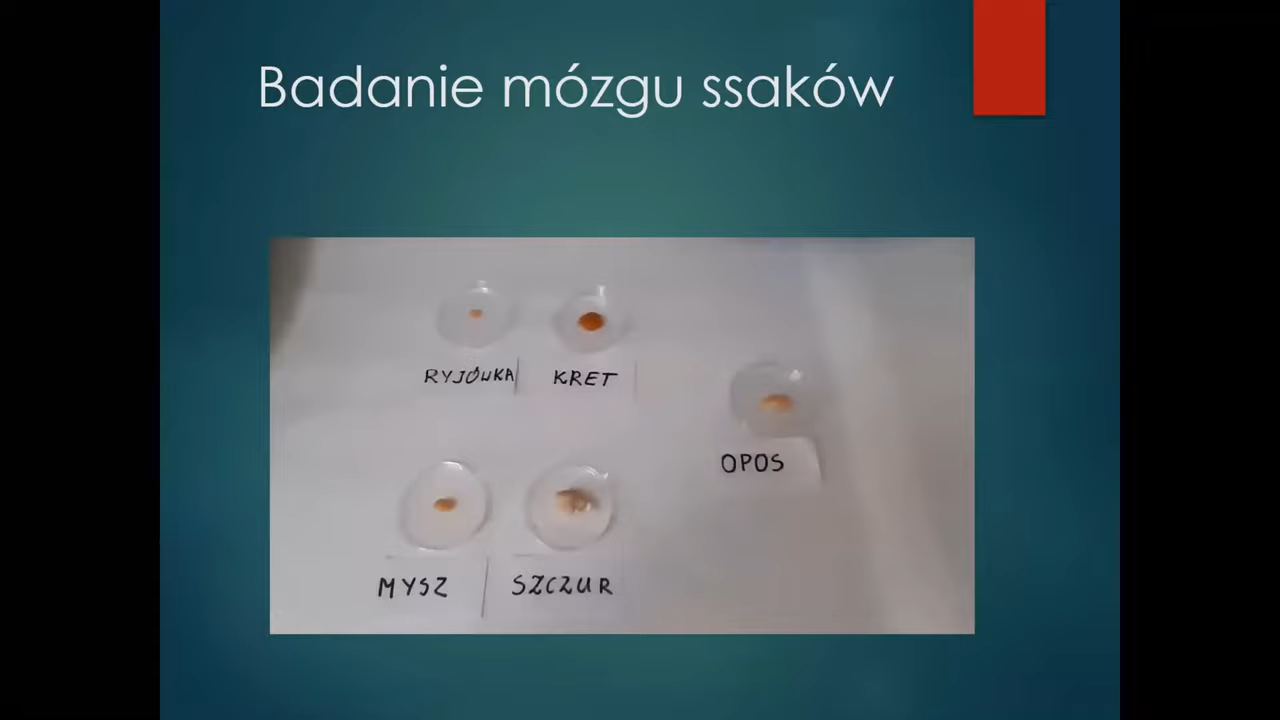 Badanie mózgu ssaków
RYJÓWKA
KRET
OPOS
MYSZ
SZCZUR